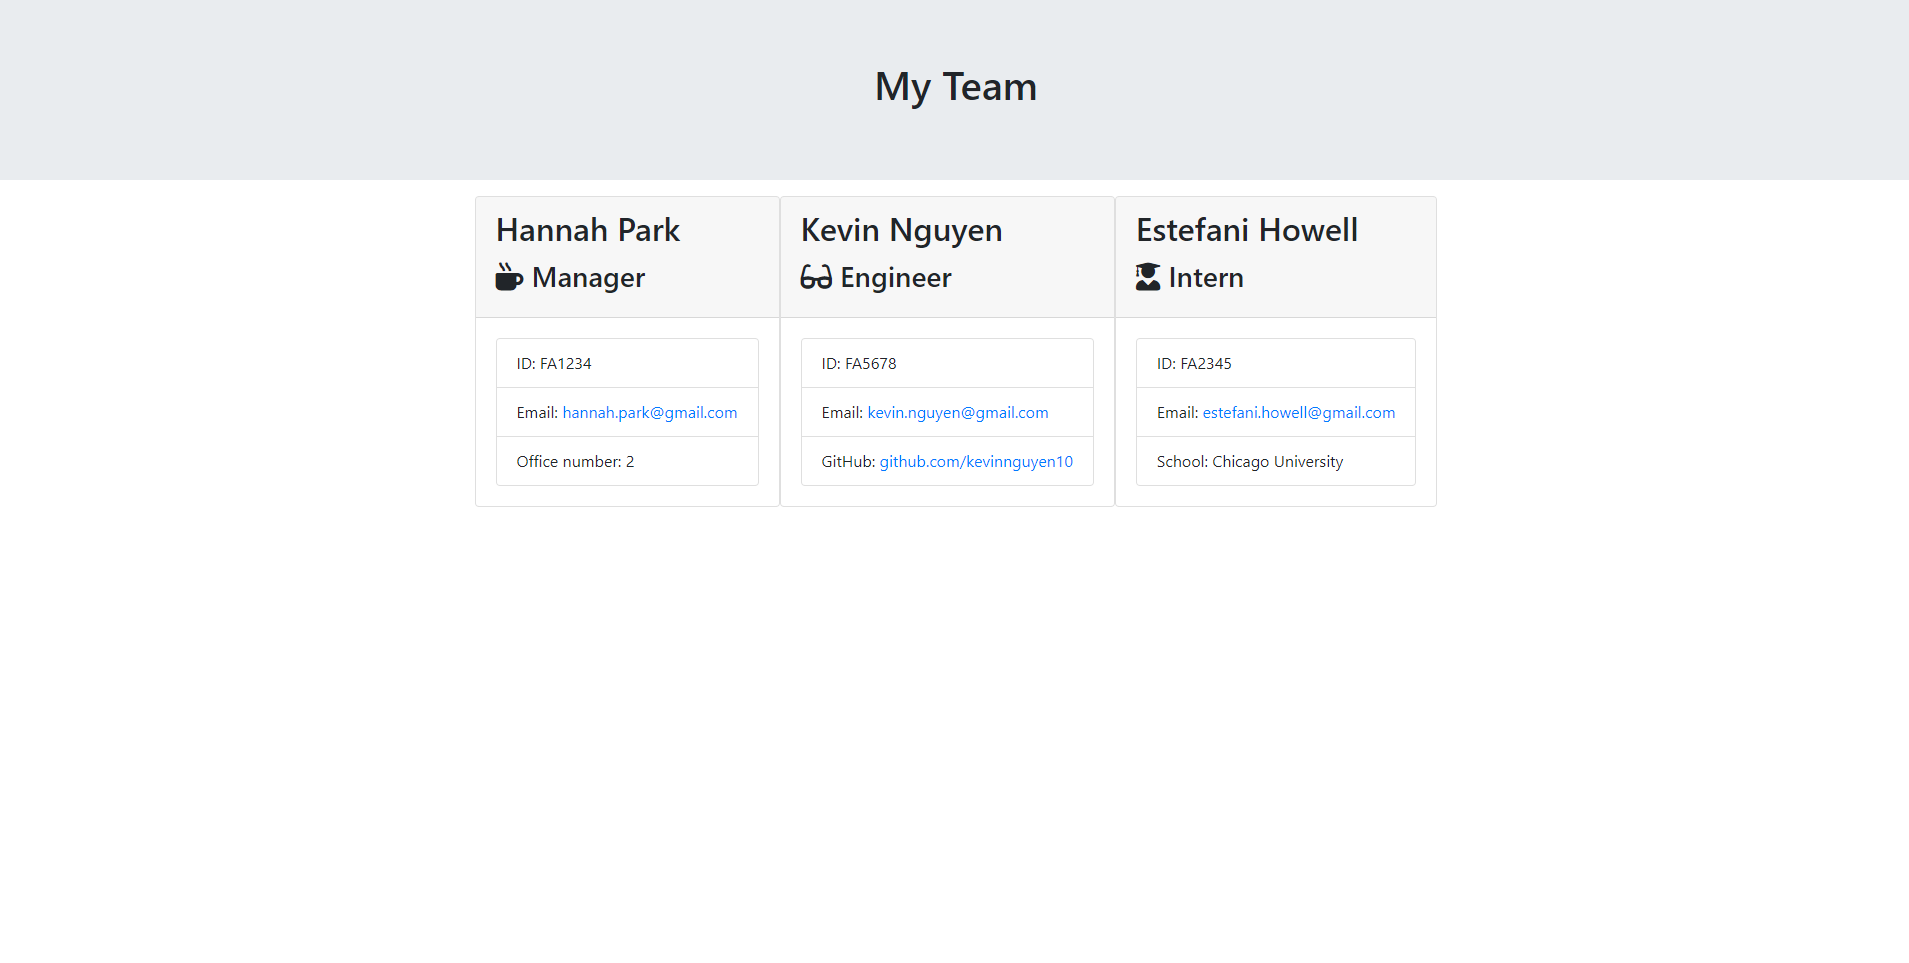 My Team
Hannah Park
Manager
ID: FA1234
Email: hannah.park@gmail.com
Office number: 2
Kevin Nguyen
Engineer
ID: FA5678
Email: kevin.nguyen@gmail.com
GitHub: github.com/kevinnguyen10
Estefani Howell
Intern
ID: FA2345
Email: estefani.howell@gmail.com
School: Chicago University